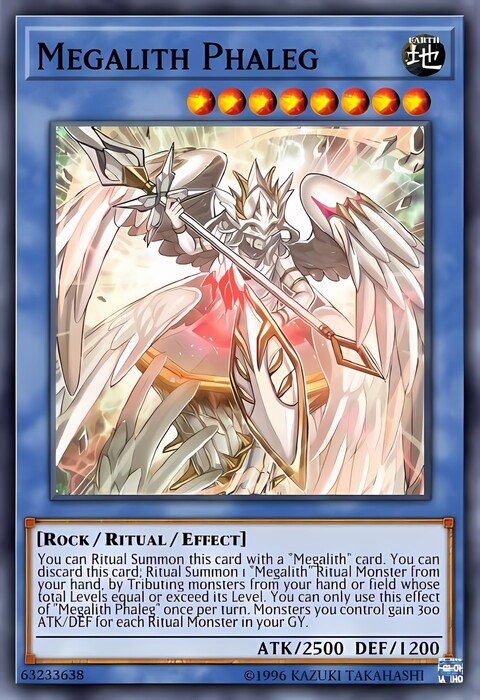 MEGALITH PHALEG
EARTH
地
[ROCK / RITUAL / EFFECT]
You can Ritual Summon this card with a "Megalith" card. You can
discard this card; Ritual Summon 1 "Megalith" Ritual Monster from
your hand, by Tributing monsters from your hand or field whose
total Levels equal or exceed its Level. You can only use this effect
of "Megalith Phaleg" once per turn. Monsters you control gain 300
ATK/DEF for each Ritual Monster in your GY.
ATK/2500 DEF/1200
63233638
©1996 KAZUKI TAKAHASHI